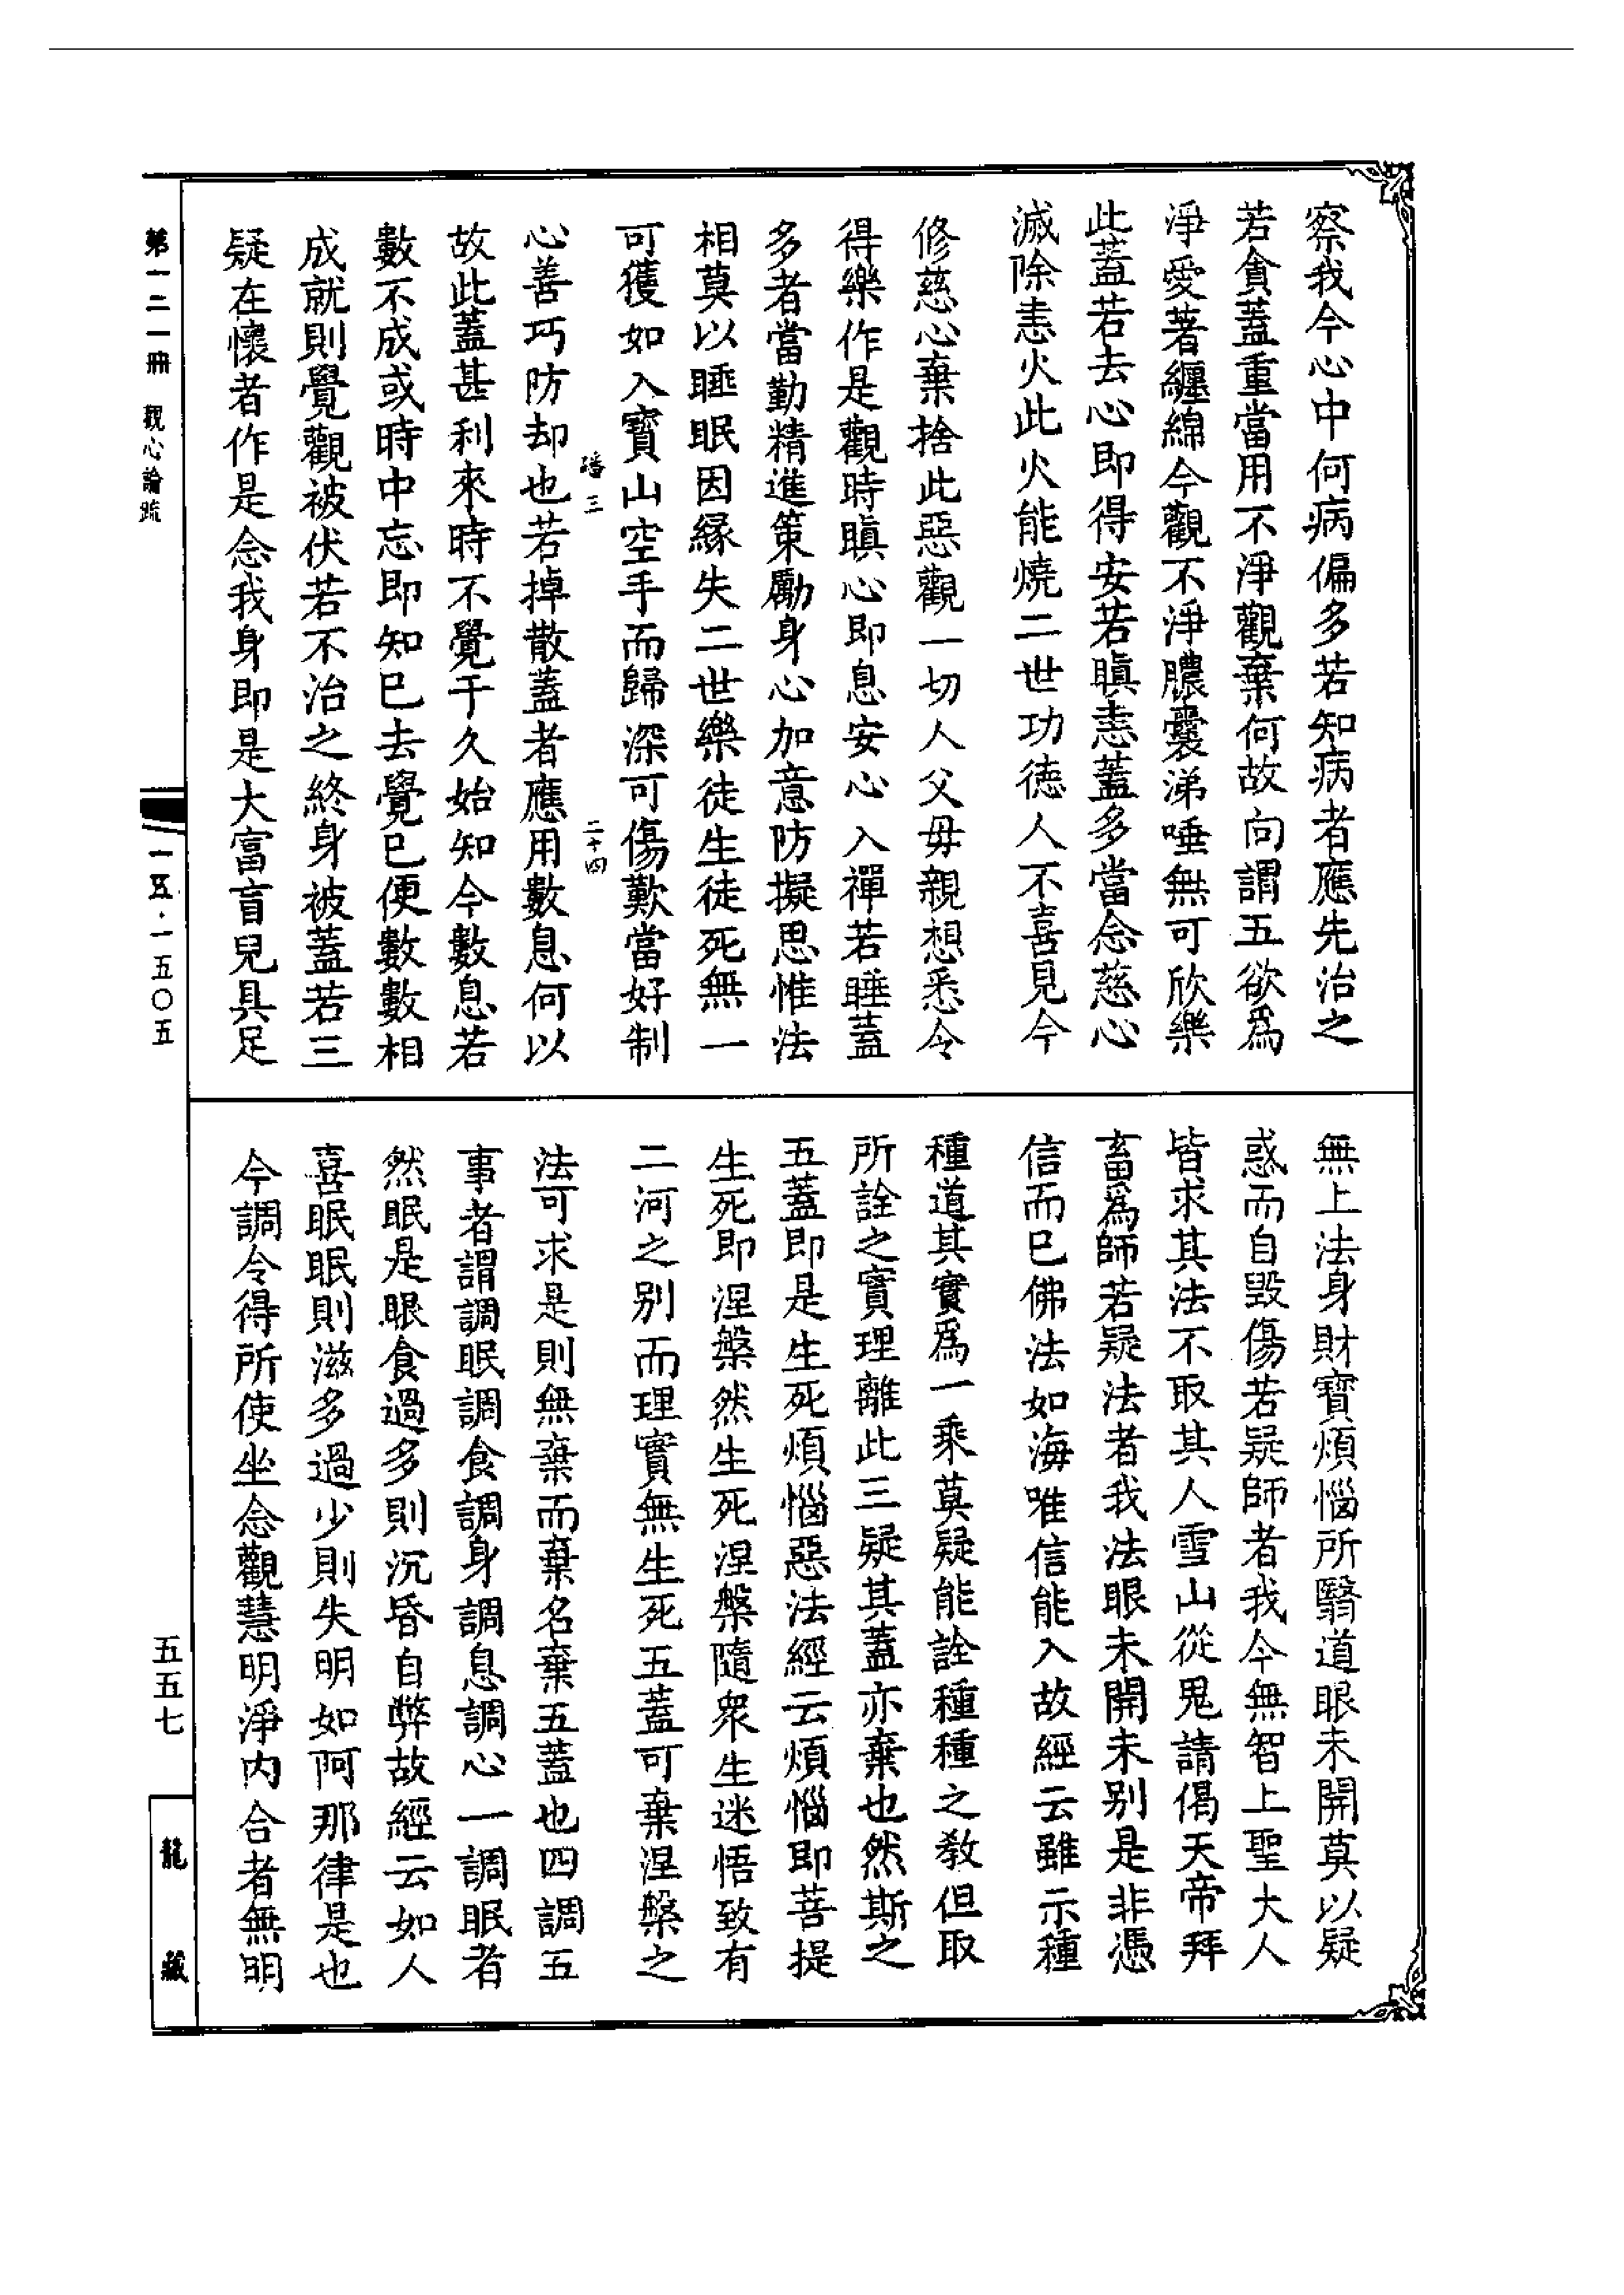 察我今心中何病偏多若知病者應先治之
若貪蓋重當用不淨觀棄何故向謂五欲為
淨愛著纏綿今觀不淨膿囊涕唾無可欣樂
此蓋若去心即得安若瞋恚蓋多當念慈心
滅除恚火此火能燒二世功徳人不喜見今
修慈心棄捨此惡觀一切人父毋親想悉令
得樂作是觀時瞋心即息安心入禪若睡蓋
多者當勤精進策勵身心加意防擬思惟法
相莫以睡眠因縁失二世樂徒生徒死無一
可獲如入寶山空手而歸深可傷歎當好制
璠三 二十四
心善巧防却也若掉散蓋者應用數息何以
故此蓋甚利來時不覺于久始知今數息若
數不成或時中忘即知巳去覺巳便數數相
成就則覺觀被伏若不治之終身被蓋若三
疑在懷者作是念我身即是大富盲兒具足
無上法身財寶煩惱所翳道眼未開莫以疑
惑而自毀傷若疑師者我今無智上聖大人
皆求其法不取其人雪山從鬼請偈天帝拜
畜為師若疑法者我法眼未開未别是非憑
信而巳佛法如海唯信能入故經云雖示種
種道其實為一乘莫疑能詮種種之教但取
所詮之實理離此三疑其蓋亦棄也然斯之
五蓋即是生死煩惱惡法經云煩惱即菩提
生死即涅槃然生死涅槃隨衆生迷悟致有
二河之别而理實無生死五蓋可棄涅槃之
法可求是則無棄而棄名棄五蓋也四調五
事者謂調眠調食調身調息調心一調眠者
然眠是眼食過多則沉昏自弊故經云如人
喜眠眠則滋多過少則失明如阿那律是也
今調令得所使坐念觀慧明淨内合者無明
第一二一冊 觀心論疏
一五·一五〇五
五五七
龍藏